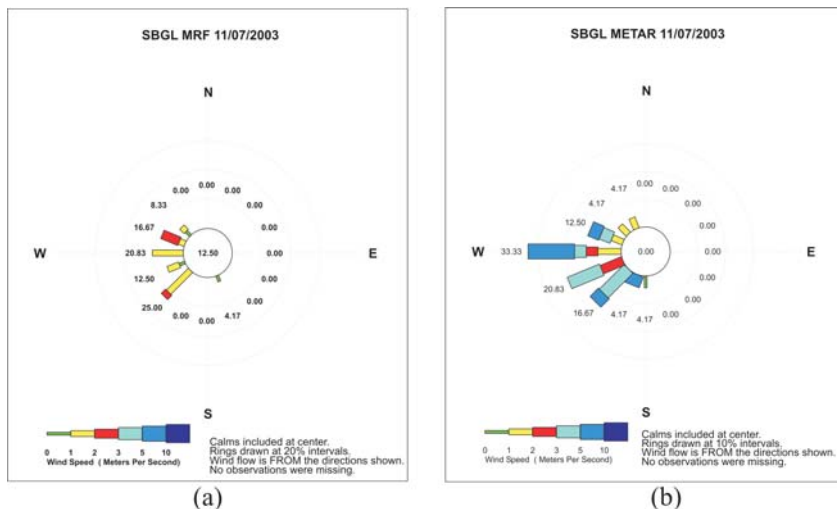 SBGL MRF 11/07/2003
N
0.00
0.00 0.00
8.33 0.00
16.67 0.00
W 20.83 12.50 0.00 E
12.50 0.00
25.00 0.00
0.00 4.17
0.00
S
0 1 2 3 5 10
Wind Speed ( Meters Per Second)
Calms included at center.
Rings drawn at 20% intervals.
Wind flow is FROM the directions shown.
No observations were missing.
(a)
SBGL METAR 11/07/2003
N
0.00
4.17 0.00
4.17 0.00
12.50 0.00
W 33.33 0.00 0.00 E
20.83 0.00
16.67 0.00
4.17 0.00
4.17
S
0 1 2 3 5 10
Wind Speed ( Meters Per Second)
Calms included at center.
Rings drawn at 10% intervals.
Wind flow is FROM the directions shown.
No observations were missing.
(b)